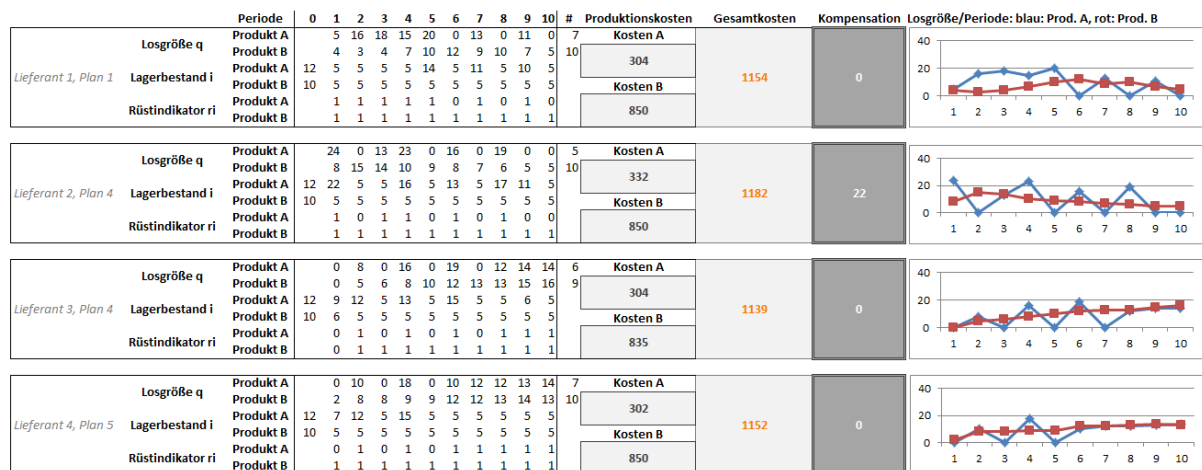 Periode 0 1 2 3 4 5 6 7 8 9 10 # Produktionskosten Gesamtkosten Kompensation Losgröße/Periode: blau: Prod. A, rot: Prod. B
Lieferant 1, Plan 1
Losgröße q Produkt A 5 16 18 15 20 0 13 0 11 0 7
Produkt B 4 3 4 7 10 12 9 10 7 5 10
Lagerbestand i Produkt A 12 5 5 5 5 14 5 11 5 10 5
Produkt B 10 5 5 5 5 5 5 5 5 5 5
Rüstindikator ri Produkt A 1 1 1 1 1 0 1 0 1 0
Produkt B 1 1 1 1 1 1 1 1 1 1
Kosten A
304
Kosten B
850
1154
0
40
20
0
1 2 3 4 5 6 7 8 9 10
Lieferant 2, Plan 4
Losgröße q Produkt A 24 0 13 23 0 16 0 19 0 0 5
Produkt B 8 15 14 10 9 8 7 6 5 5 10
Lagerbestand i Produkt A 12 22 5 5 16 5 13 5 17 11 5
Produkt B 10 5 5 5 5 5 5 5 5 5 5
Rüstindikator ri Produkt A 1 0 1 1 0 1 0 1 0 0
Produkt B 1 1 1 1 1 1 1 1 1 1
Kosten A
332
Kosten B
850
1182
22
40
20
0
1 2 3 4 5 6 7 8 9 10
Lieferant 3, Plan 4
Losgröße q Produkt A 0 8 0 16 0 19 0 12 14 14 6
Produkt B 0 5 6 8 10 12 13 13 15 16 9
Lagerbestand i Produkt A 12 9 12 5 13 5 15 5 5 6 5
Produkt B 10 6 5 5 5 5 5 5 5 5 5
Rüstindikator ri Produkt A 0 1 0 1 0 1 0 1 1 1
Produkt B 0 1 1 1 1 1 1 1 1 1
Kosten A
304
Kosten B
835
1139
0
40
20
0
1 2 3 4 5 6 7 8 9 10
Lieferant 4, Plan 5
Losgröße q Produkt A 0 10 0 18 0 10 12 12 13 14 7
Produkt B 2 8 8 9 9 12 12 13 14 13 10
Lagerbestand i Produkt A 12 7 12 5 15 5 5 5 5 5 5
Produkt B 10 5 5 5 5 5 5 5 5 5 5
Rüstindikator ri Produkt A 0 1 0 1 0 1 1 1 1 1
Produkt B 1 1 1 1 1 1 1 1 1 1
Kosten A
302
Kosten B
850
1152
0
40
20
0
1 2 3 4 5 6 7 8 9 10